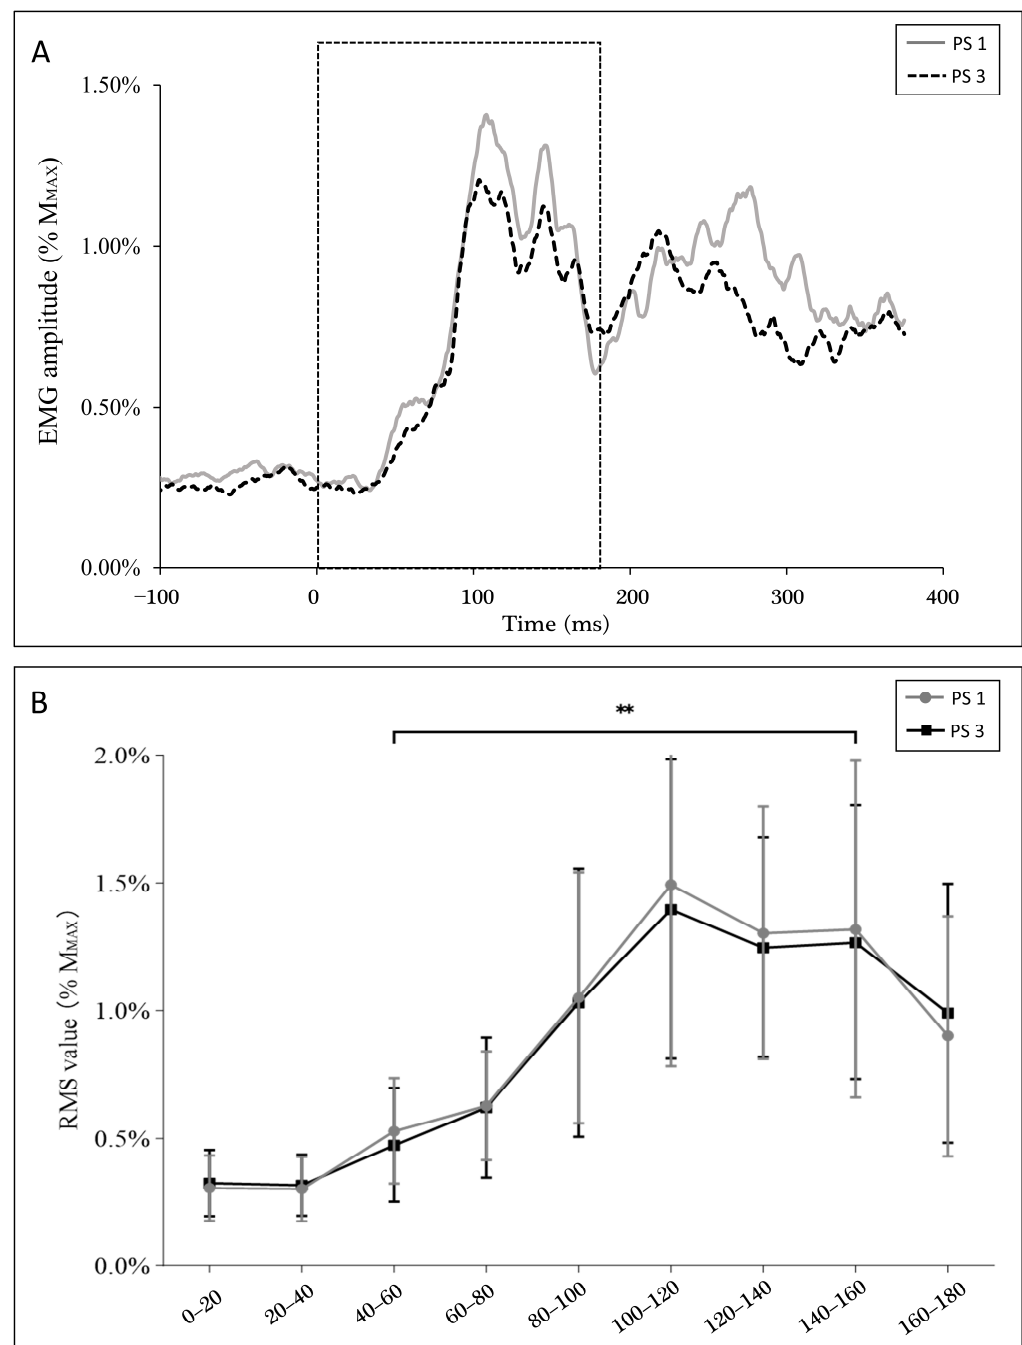 A
PS 1
PS 3
1.50%
1.00%
0.50%
0.00%
EMG amplitude (% MMAX)
−100
0
100
200
300
400
Time (ms)
B
PS 1
PS 3
**
2.0%
1.5%
1.0%
0.5%
0.0%
RMS value (% MMAX)
0–20
20–40
40–60
60–80
80–100
100–120
120–140
140–160
160–180